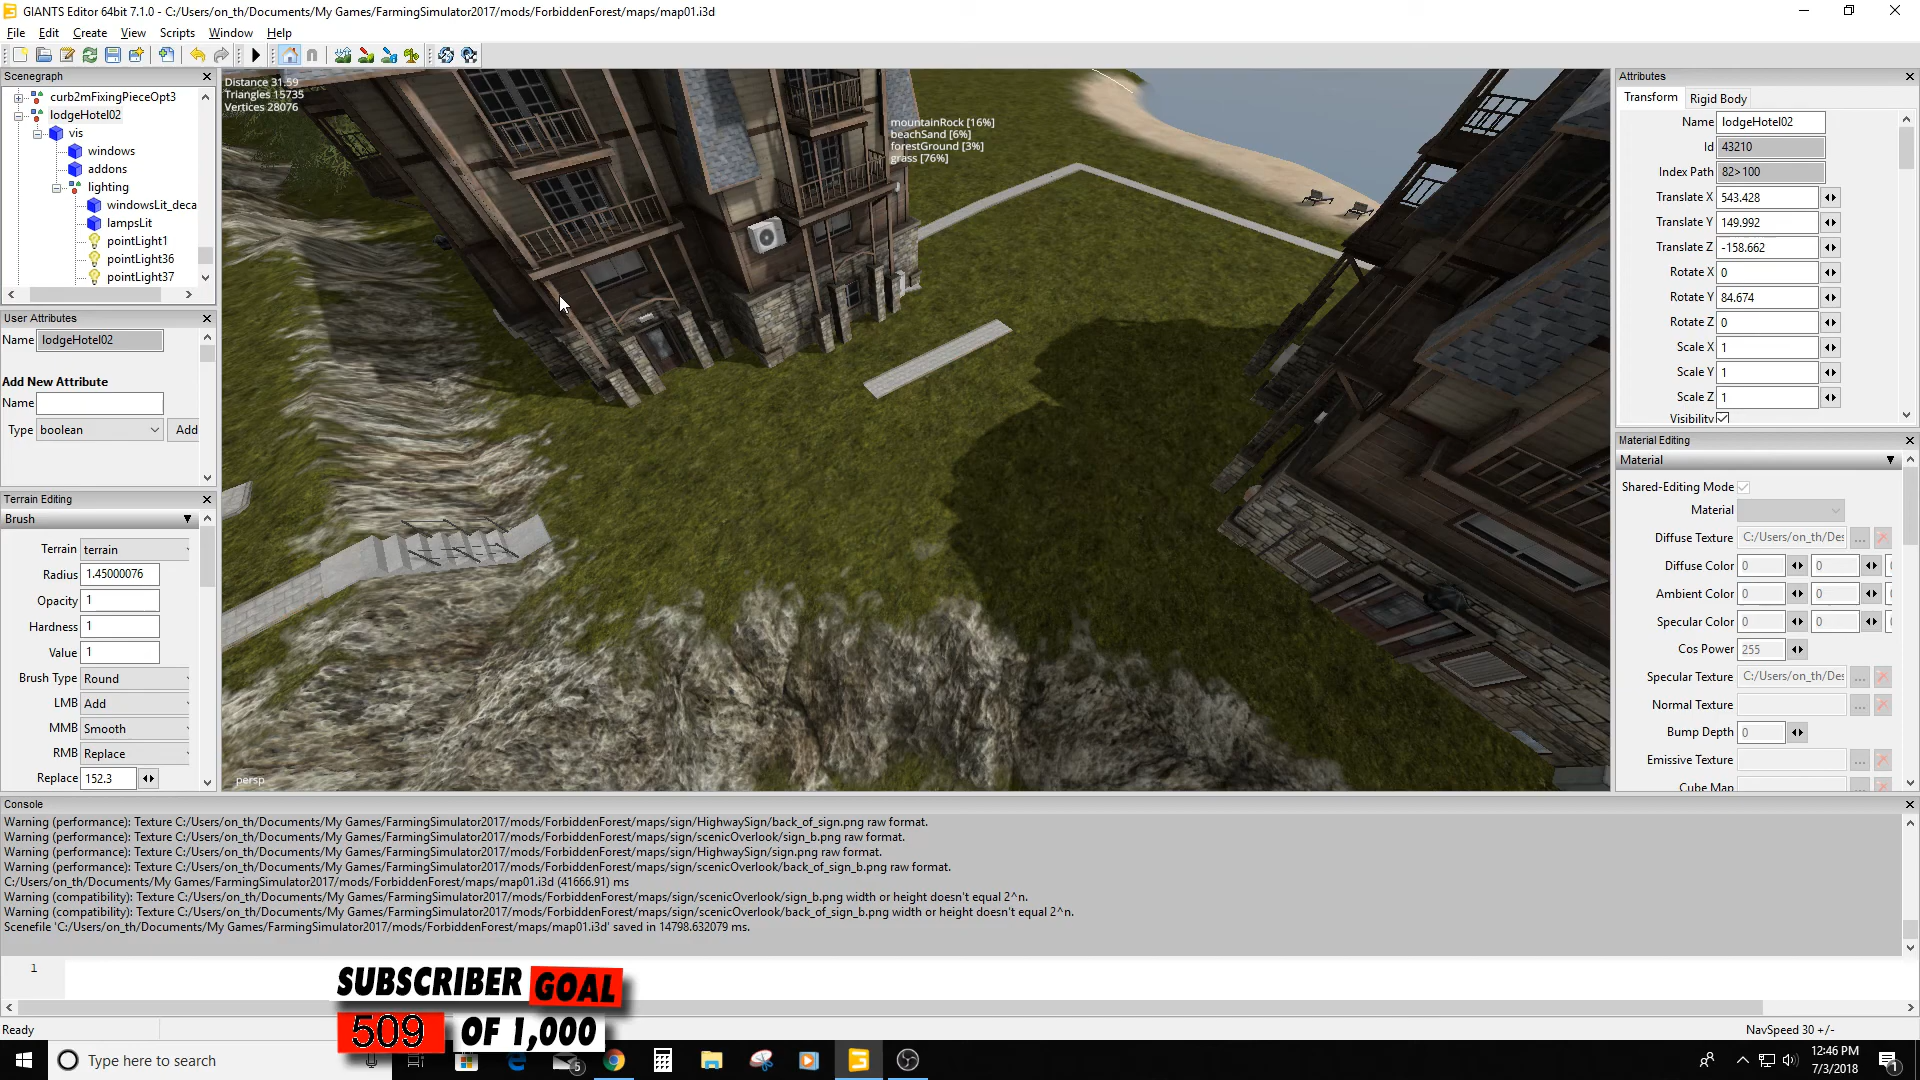 GIANTS Editor 64bit 7.1.0 - C:/Users/on_th/Documents/My Games/FarmingSimulator2017/mods/ForbiddenForest/maps/map01.i3d
File Edit Create View Scripts Window Help
Scenegraph
curb2mFixingPieceOpt3
lodgeHotel02
vis
windows
addons
lighting
windowsLit_deca
lampsLit
pointLight1
pointLight36
pointLight37
User Attributes
Name lodgeHotel02
Add New Attribute
Name
Type boolean Add
Terrain Editing
Brush
Terrain terrain
Radius 1.45000076
Opacity 1
Hardness 1
Value 1
Brush Type Round
LMB Add
MMB Smooth
RMB Replace
Replace 152.3
Distance 31.59
Triangles 15735
Vertices 28076
mountainRock [16%]
beachSand [6%]
forestGround [3%]
grass [76%]
persp
Attributes
Transform Rigid Body
Name lodgeHotel02
Id 43210
Index Path 82>100
Translate X 543.428
Translate Y 149.992
Translate Z -158.662
Rotate X 0
Rotate Y 84.674
Rotate Z 0
Scale X 1
Scale Y 1
Scale Z 1
Visibility
Material Editing
Material
Shared-Editing Mode
Material
Diffuse Texture C:/Users/on_th/Des ...
Diffuse Color 0 0
Ambient Color 0 0
Specular Color 0 0
Cos Power 255
Specular Texture C:/Users/on_th/Des ...
Normal Texture ...
Bump Depth 0
Emissive Texture ...
Cube Map
Console
Warning (performance): Texture C:/Users/on_th/Documents/My Games/FarmingSimulator2017/mods/ForbiddenForest/maps/sign/HighwaySign/back_of_sign.png raw format.
Warning (performance): Texture C:/Users/on_th/Documents/My Games/FarmingSimulator2017/mods/ForbiddenForest/maps/sign/scenicOverlook/sign_b.png raw format.
Warning (performance): Texture C:/Users/on_th/Documents/My Games/FarmingSimulator2017/mods/ForbiddenForest/maps/sign/HighwaySign/sign.png raw format.
Warning (performance): Texture C:/Users/on_th/Documents/My Games/FarmingSimulator2017/mods/ForbiddenForest/maps/sign/scenicOverlook/back_of_sign_b.png raw format.
C:/Users/on_th/Documents/My Games/FarmingSimulator2017/mods/ForbiddenForest/maps/map01.i3d (41666.91) ms
Warning (compatibility): Texture C:/Users/on_th/Documents/My Games/FarmingSimulator2017/mods/ForbiddenForest/maps/sign/scenicOverlook/sign_b.png width or height doesn't equal 2^n.
Warning (compatibility): Texture C:/Users/on_th/Documents/My Games/FarmingSimulator2017/mods/ForbiddenForest/maps/sign/scenicOverlook/back_of_sign_b.png width or height doesn't equal 2^n.
Scenefile 'C:/Users/on_th/Documents/My Games/FarmingSimulator2017/mods/ForbiddenForest/maps/map01.i3d' saved in 14798.632079 ms.
1
SUBSCRIBER GOAL
509 OF 1,000
Ready
NavSpeed 30 +/-
Type here to search
5
12:46 PM
7/3/2018
1